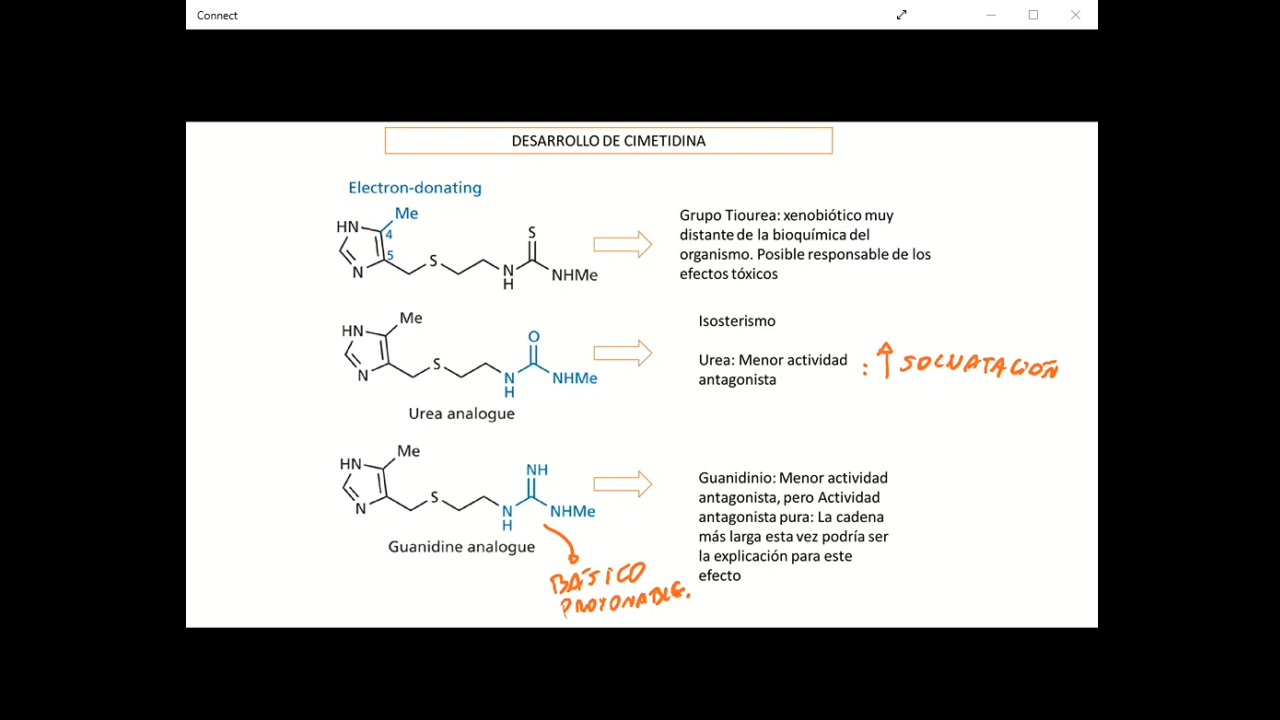 Connect
DESARROLLO DE CIMETIDINA
Electron-donating
Me
HN
4
5
N
S
S
N
H
NHMe
Grupo Tiourea: xenobiótico muy
distante de la bioquímica del
organismo. Posible responsable de los
efectos tóxicos
Me
HN
N
S
O
N
H
NHMe
Urea analogue
Isosterismo
Urea: Menor actividad
antagonista
: ↑ SOLVATACIÓN
Me
HN
N
S
NH
N
H
NHMe
Guanidine analogue
BÁSICO
PROTONABLE.
Guanidinio: Menor actividad
antagonista, pero Actividad
antagonista pura: La cadena
más larga esta vez podría ser
la explicación para este
efecto